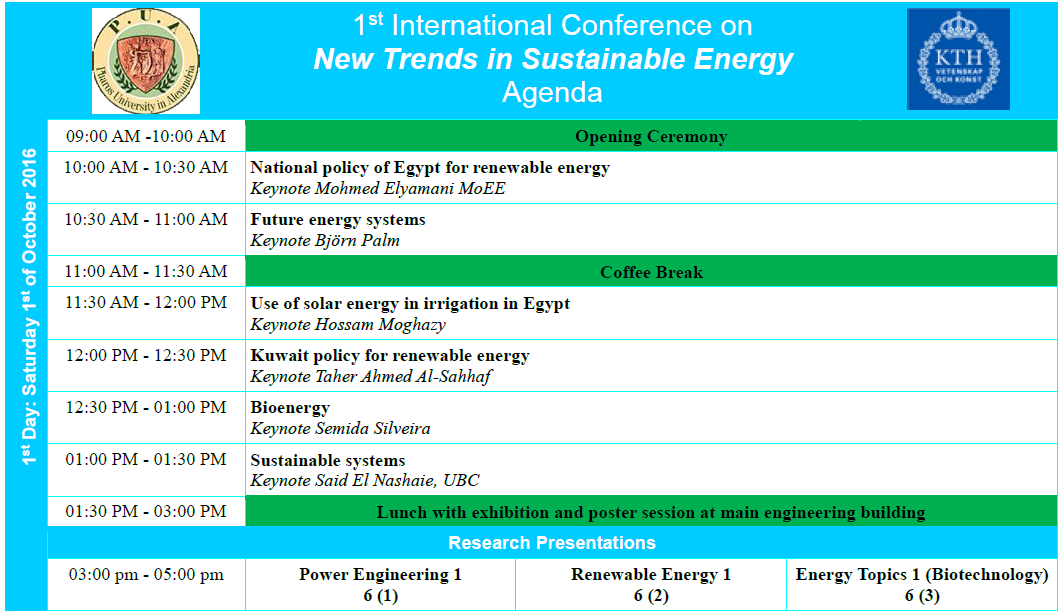 P.U.A
Pharos University in Alexandria
1st International Conference on
New Trends in Sustainable Energy
Agenda
KTH
VETENSKAP
OCH KONST
1st Day: Saturday 1st of October 2016
09:00 AM -10:00 AM Opening Ceremony
10:00 AM - 10:30 AM National policy of Egypt for renewable energy
Keynote Mohmed Elyamani MoEE
10:30 AM - 11:00 AM Future energy systems
Keynote Björn Palm
11:00 AM - 11:30 AM Coffee Break
11:30 AM - 12:00 PM Use of solar energy in irrigation in Egypt
Keynote Hossam Moghazy
12:00 PM - 12:30 PM Kuwait policy for renewable energy
Keynote Taher Ahmed Al-Sahhaf
12:30 PM - 01:00 PM Bioenergy
Keynote Semida Silveira
01:00 PM - 01:30 PM Sustainable systems
Keynote Said El Nashaie, UBC
01:30 PM - 03:00 PM Lunch with exhibition and poster session at main engineering building
Research Presentations
03:00 pm - 05:00 pm Power Engineering 1 Renewable Energy 1 Energy Topics 1 (Biotechnology)
6 (1) 6 (2) 6 (3)